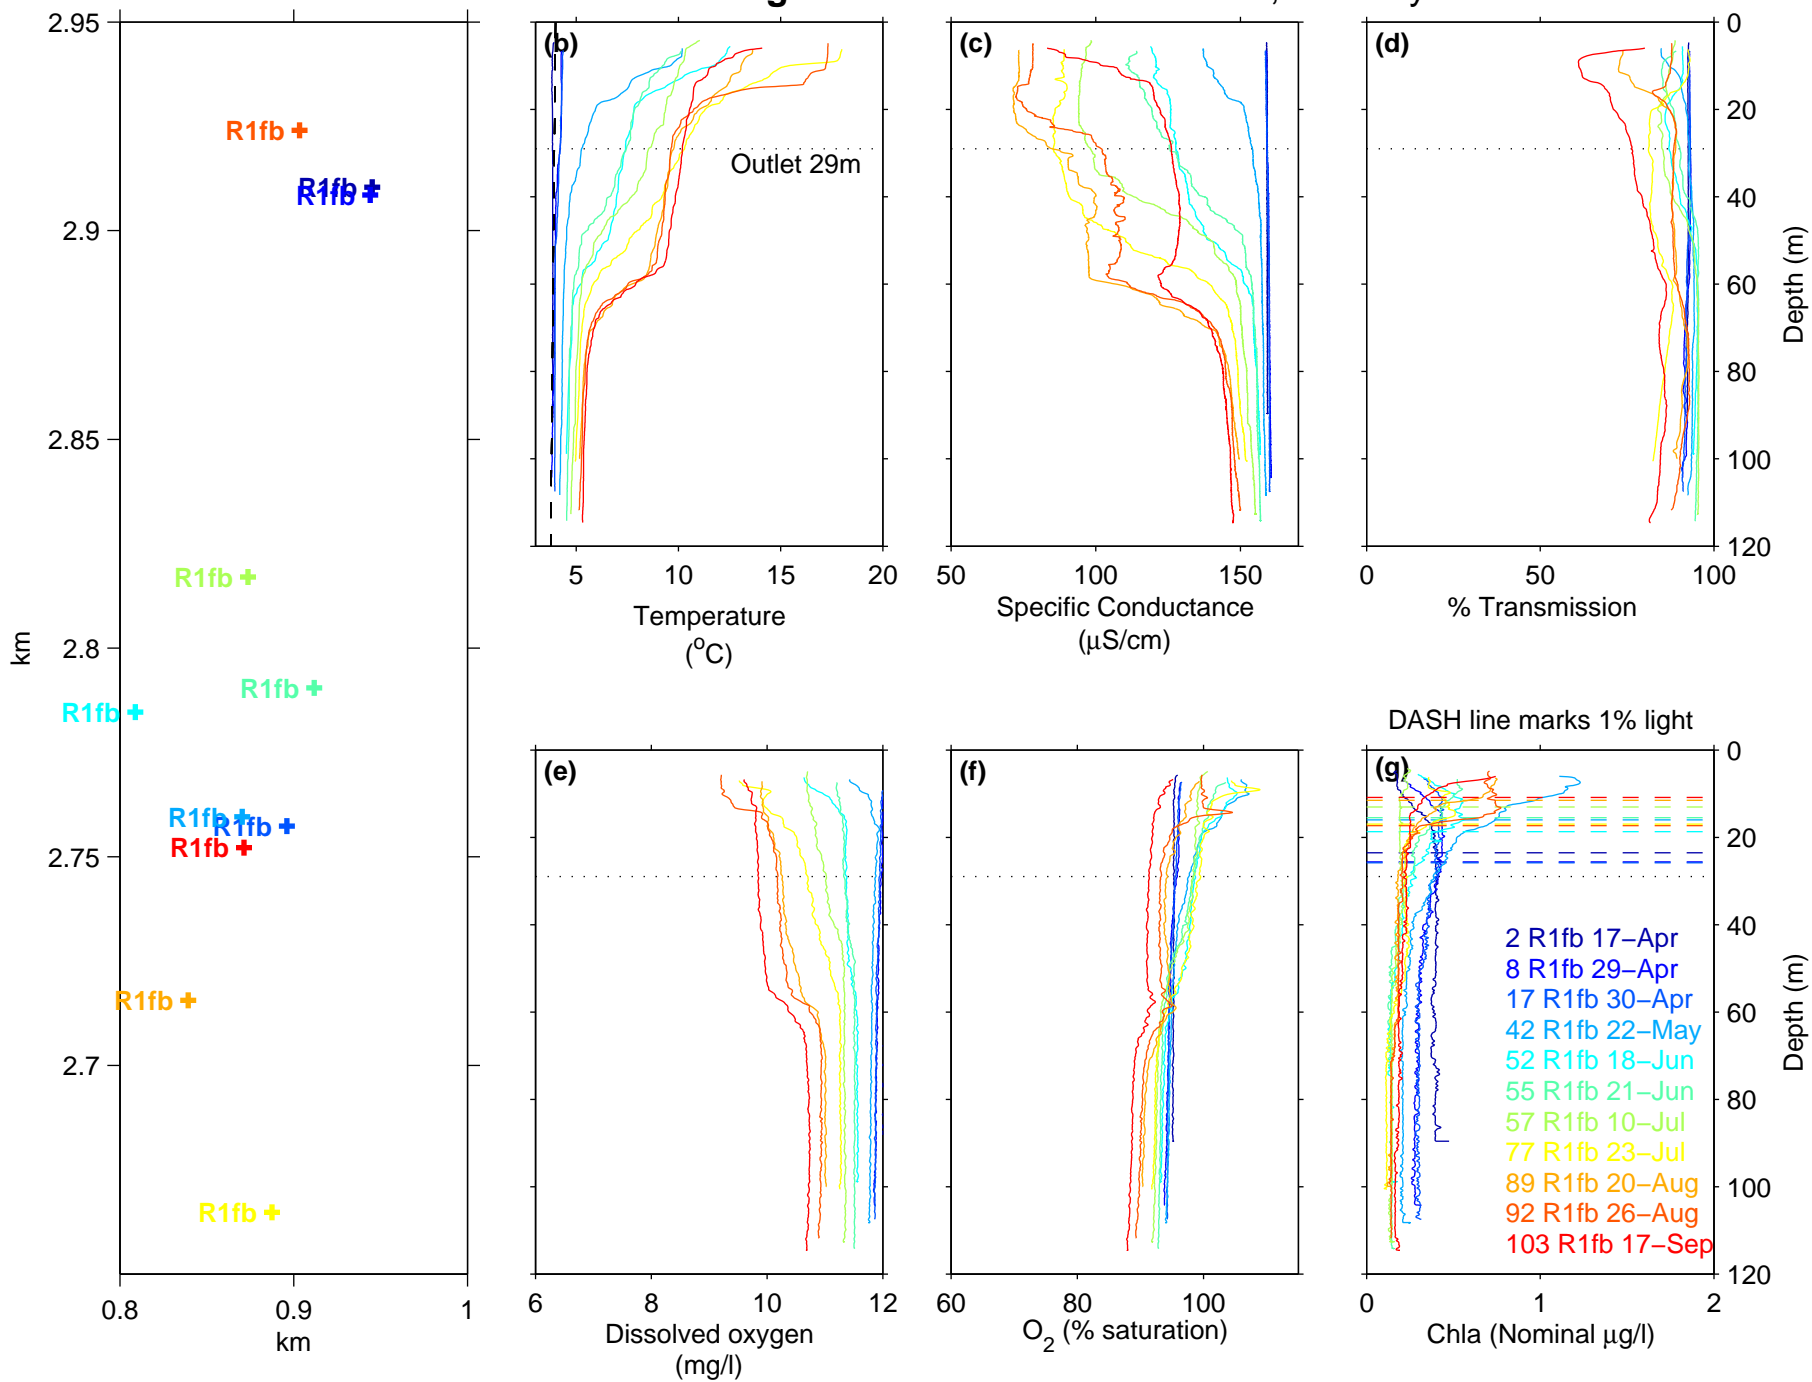 2.95
2.9
2.85
2.8
2.75
2.7
km
0.8
0.9
1
km
R1fb
R1fb
R1fb
R1fb
R1fb
R1fb
R1fb
R1fb
R1fb
R1fb
R1fb
(b)
Outlet 29m
5
10
15
20
Temperature
(°C)
(c)
50
100
150
Specific Conductance
(μS/cm)
(d)
0
20
40
60
80
100
120
Depth (m)
0
50
100
% Transmission
(e)
6
8
10
12
Dissolved oxygen
(mg/l)
(f)
60
80
100
O2 (% saturation)
DASH line marks 1% light
(g)
0
20
40
60
80
100
120
Depth (m)
2 R1fb 17−Apr
8 R1fb 29−Apr
17 R1fb 30−Apr
42 R1fb 22−May
52 R1fb 18−Jun
55 R1fb 21−Jun
57 R1fb 10−Jul
77 R1fb 23−Jul
89 R1fb 20−Aug
92 R1fb 26−Aug
103 R1fb 17−Sep
0
1
2
Chla (Nominal μg/l)